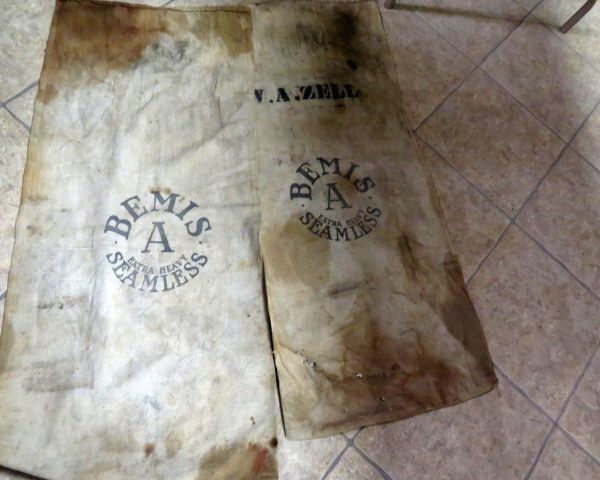 BEMIS
A
EXTRA HEAVY
SEAMLESS
.A.ZELL
BEMIS
A
EXTRA HEAVY
SEAMLESS